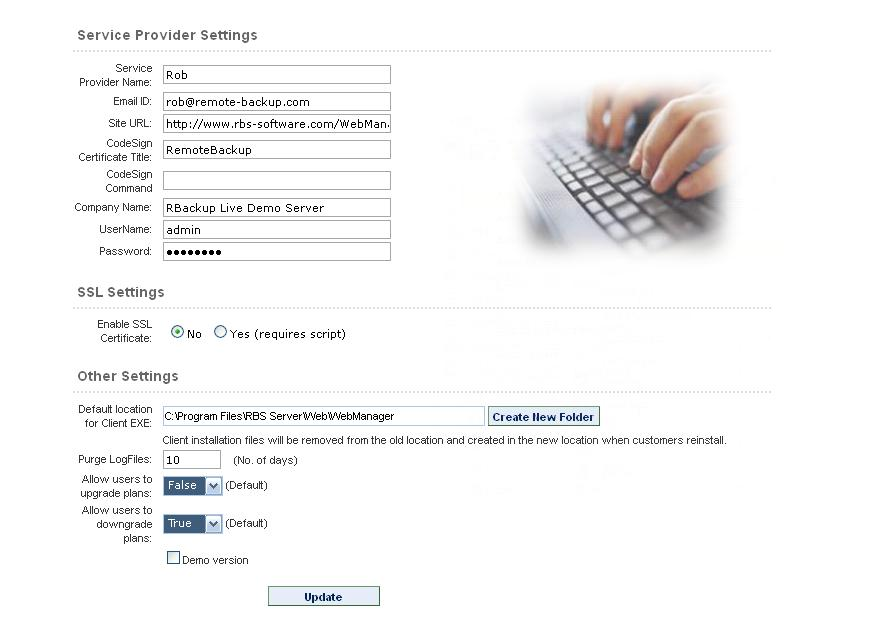 Service Provider Settings
Service
Provider Name:
Rob
Email ID:
rob@remote-backup.com
Site URL:
http://www.rbs-software.com/WebMan
CodeSign
Certificate Title:
RemoteBackup
CodeSign
Command
Company Name:
RBackup Live Demo Server
UserName:
admin
Password:
●●●●●●●●
SSL Settings
Enable SSL
Certificate:
No
Yes (requires script)
Other Settings
Default location
for Client EXE:
C:\Program Files\RBS Server\Web\WebManager
Create New Folder
Client installation files will be removed from the old location and created in the new location when customers reinstall.
Purge LogFiles:
10
(No. of days)
Allow users to
upgrade plans:
False
(Default)
Allow users to
downgrade
plans:
True
(Default)
Demo version
Update